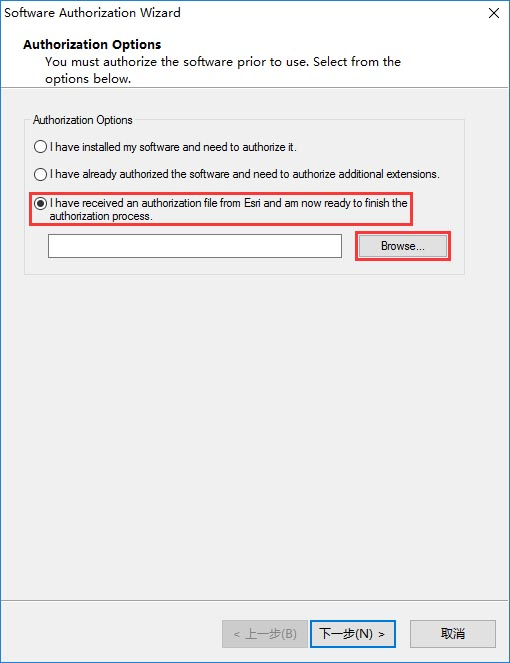 Software Authorization Wizard
Authorization Options
You must authorize the software prior to use. Select from the
options below.
Authorization Options
I have installed my software and need to authorize it.
I have already authorized the software and need to authorize additional extensions.
I have received an authorization file from Esri and am now ready to finish the
authorization process.
Browse...
< 上一步(B)
下一步(N) >
取消